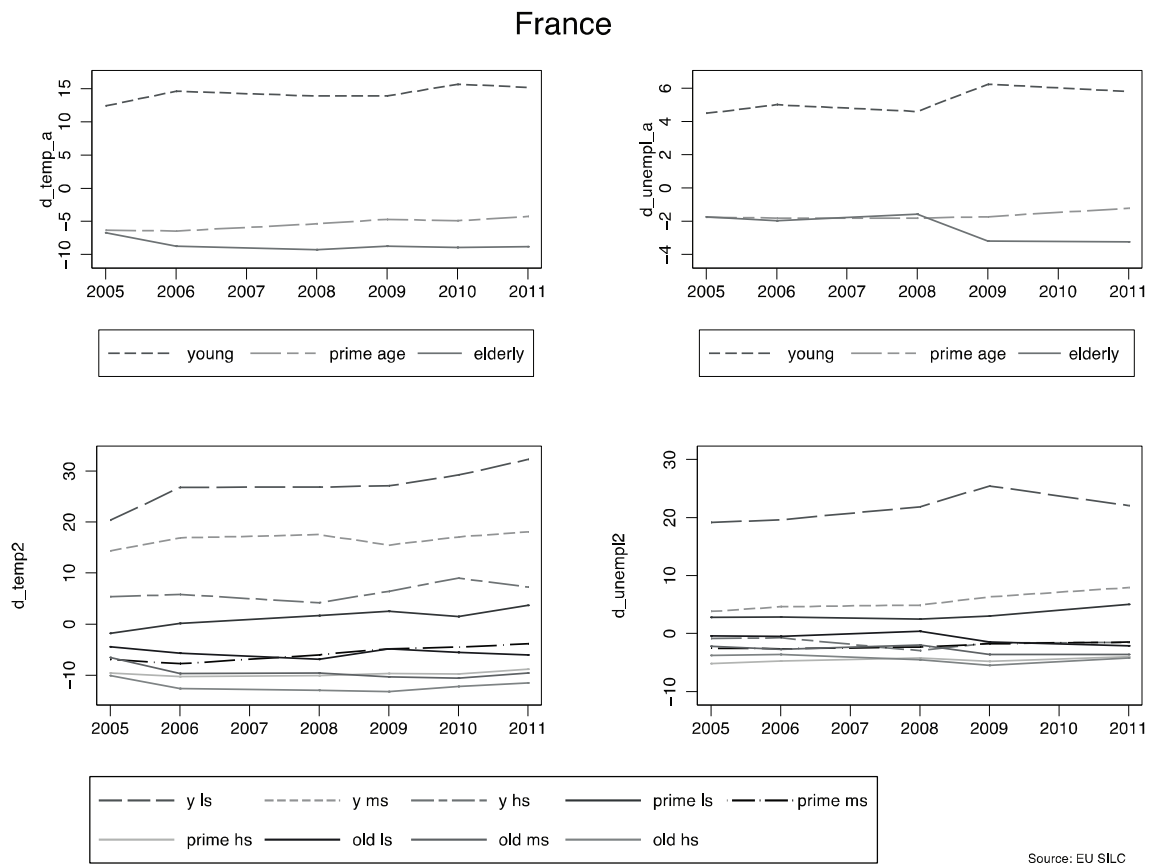 France
d_temp_a
15
10
5
0
−5
−10
2005 2006 2007 2008 2009 2010 2011
young prime age elderly
d_unempl_a
6
4
2
0
−2
−4
2005 2006 2007 2008 2009 2010 2011
young prime age elderly
d_temp2
30
20
10
0
−10
2005 2006 2007 2008 2009 2010 2011
d_unempl2
30
20
10
0
−10
2005 2006 2007 2008 2009 2010 2011
y ls y ms y hs prime ls prime ms
prime hs old ls old ms old hs
Source: EU SILC